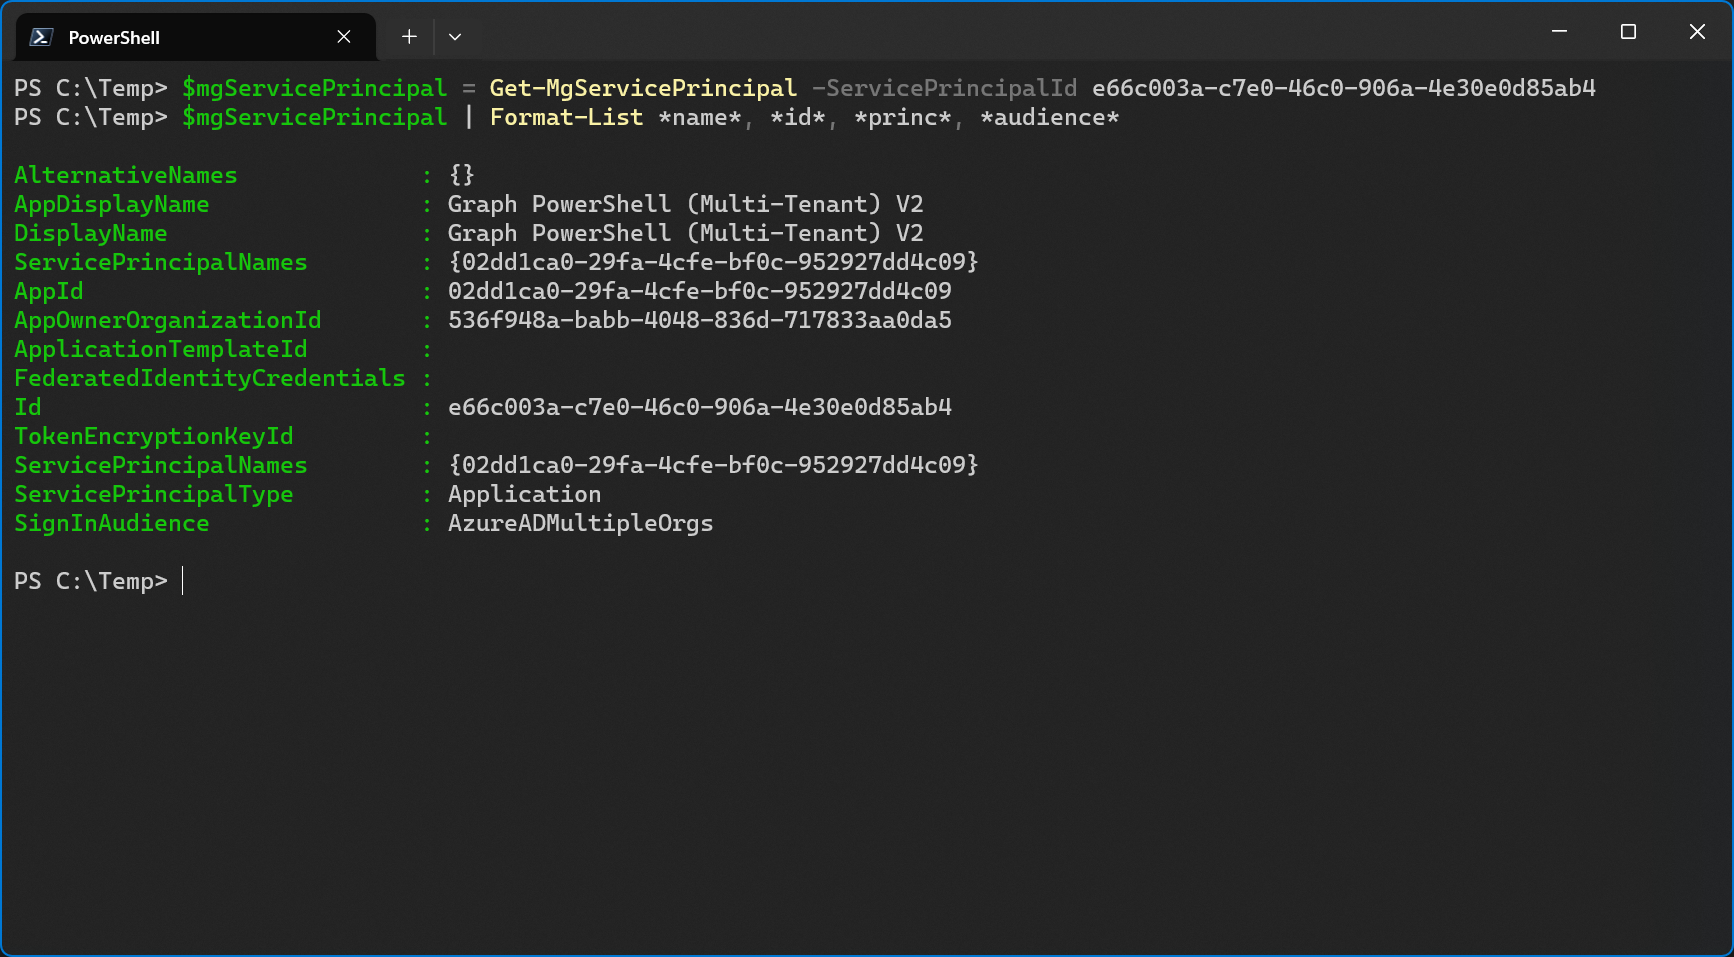 PowerShell
PS C:\Temp> $mgServicePrincipal = Get-MgServicePrincipal -ServicePrincipalId e66c003a-c7e0-46c0-906a-4e30e0d85ab4
PS C:\Temp> $mgServicePrincipal | Format-List *name*, *id*, *princ*, *audience*
AlternativeNames : {}
AppDisplayName : Graph PowerShell (Multi-Tenant) V2
DisplayName : Graph PowerShell (Multi-Tenant) V2
ServicePrincipalNames : {02dd1ca0-29fa-4cfe-bf0c-952927dd4c09}
AppId : 02dd1ca0-29fa-4cfe-bf0c-952927dd4c09
AppOwnerOrganizationId : 536f948a-babb-4048-836d-717833aa0da5
ApplicationTemplateId :
FederatedIdentityCredentials :
Id : e66c003a-c7e0-46c0-906a-4e30e0d85ab4
TokenEncryptionKeyId :
ServicePrincipalNames : {02dd1ca0-29fa-4cfe-bf0c-952927dd4c09}
ServicePrincipalType : Application
SignInAudience : AzureADMultipleOrgs
PS C:\Temp>